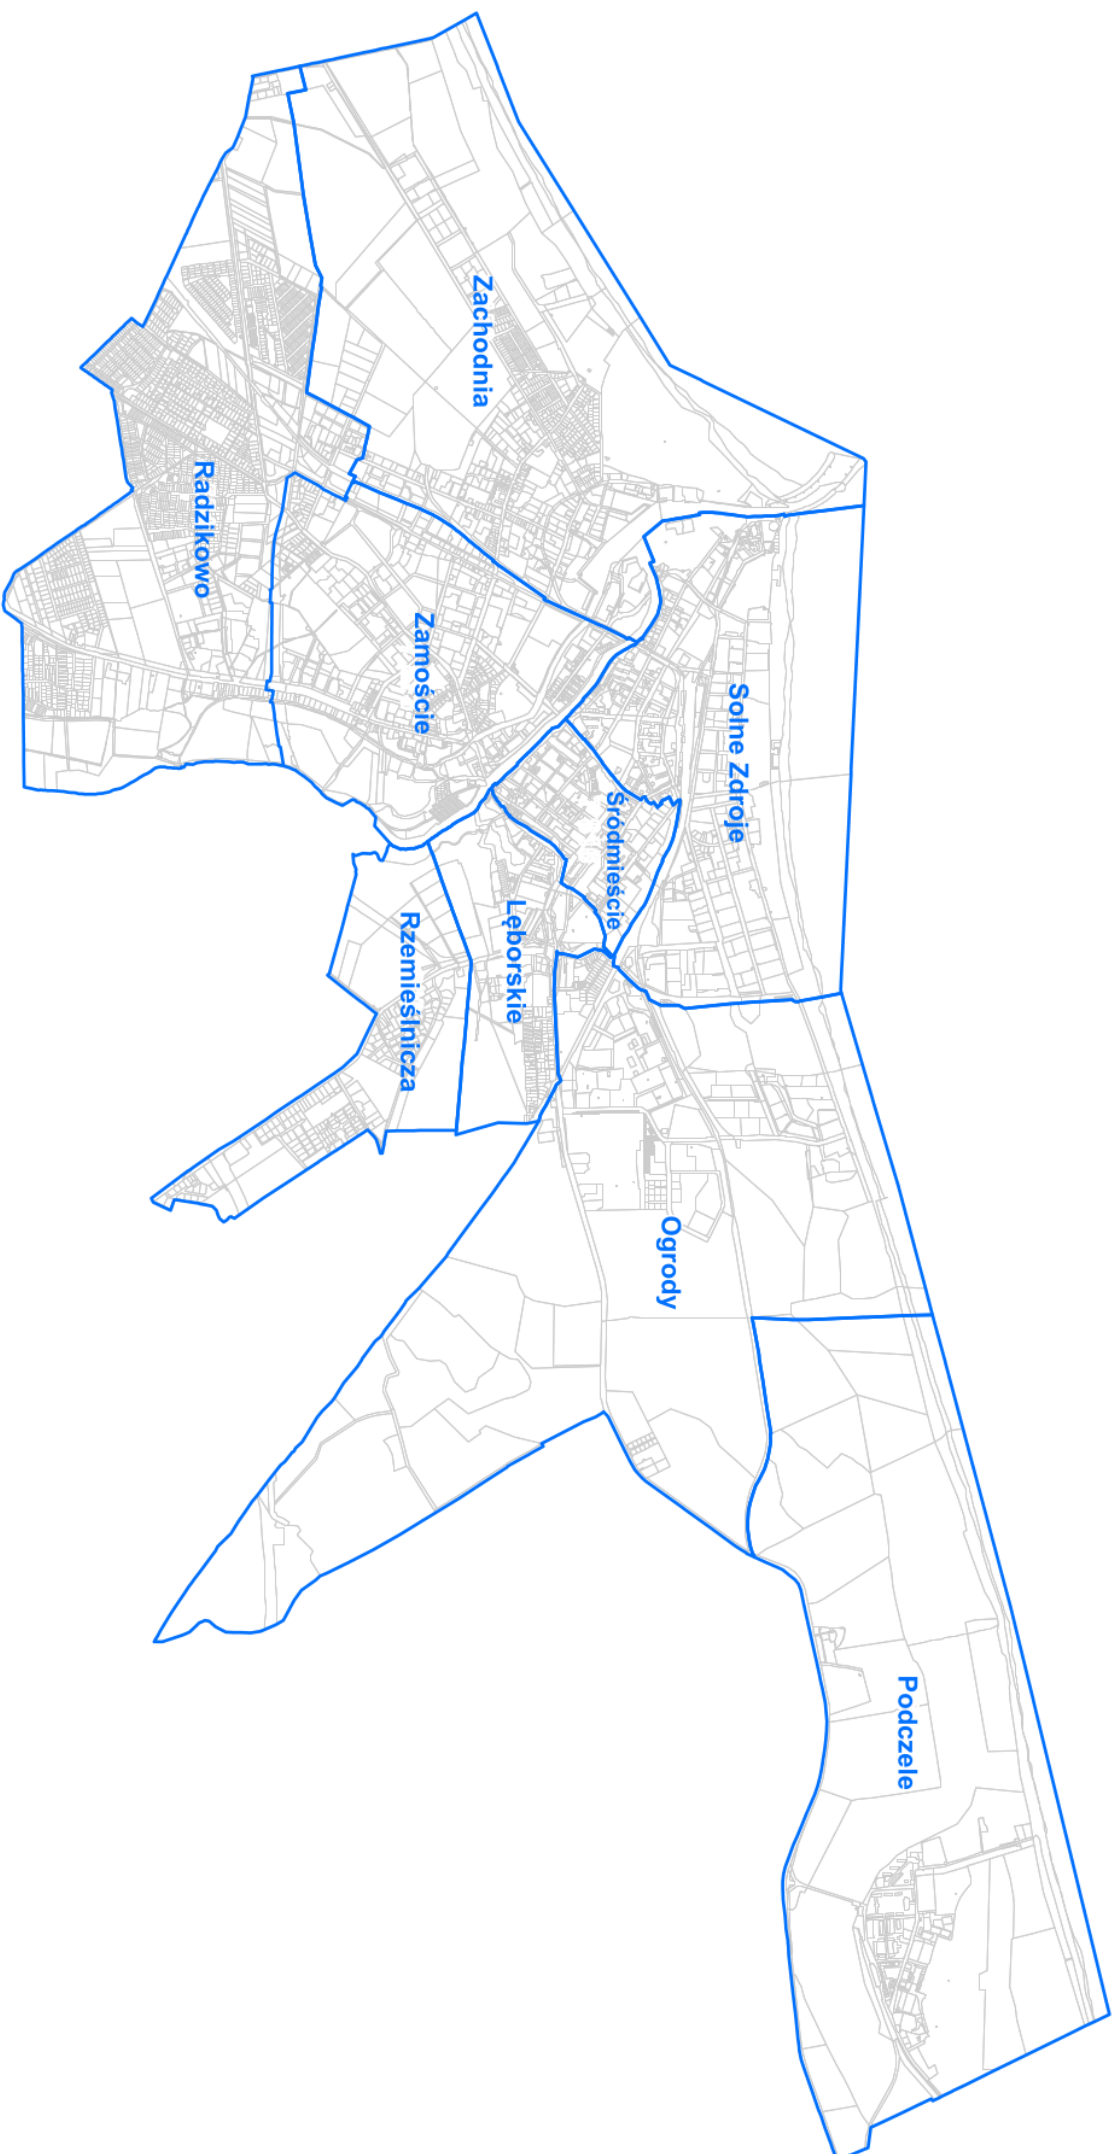 Zachodnia
Radzikowo
Zamoście
Solne Zdroje
Śródmieście
Lęborskie
Rzemieślnicza
Ogrody
Podczele